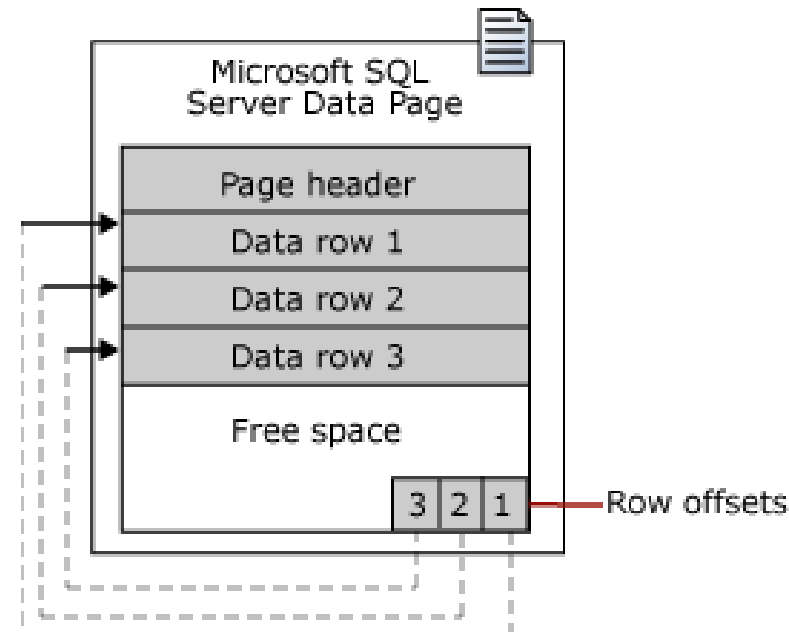 Microsoft SQL
Server Data Page
Page header
Data row 1
Data row 2
Data row 3
Free space
3 2 1
Row offsets